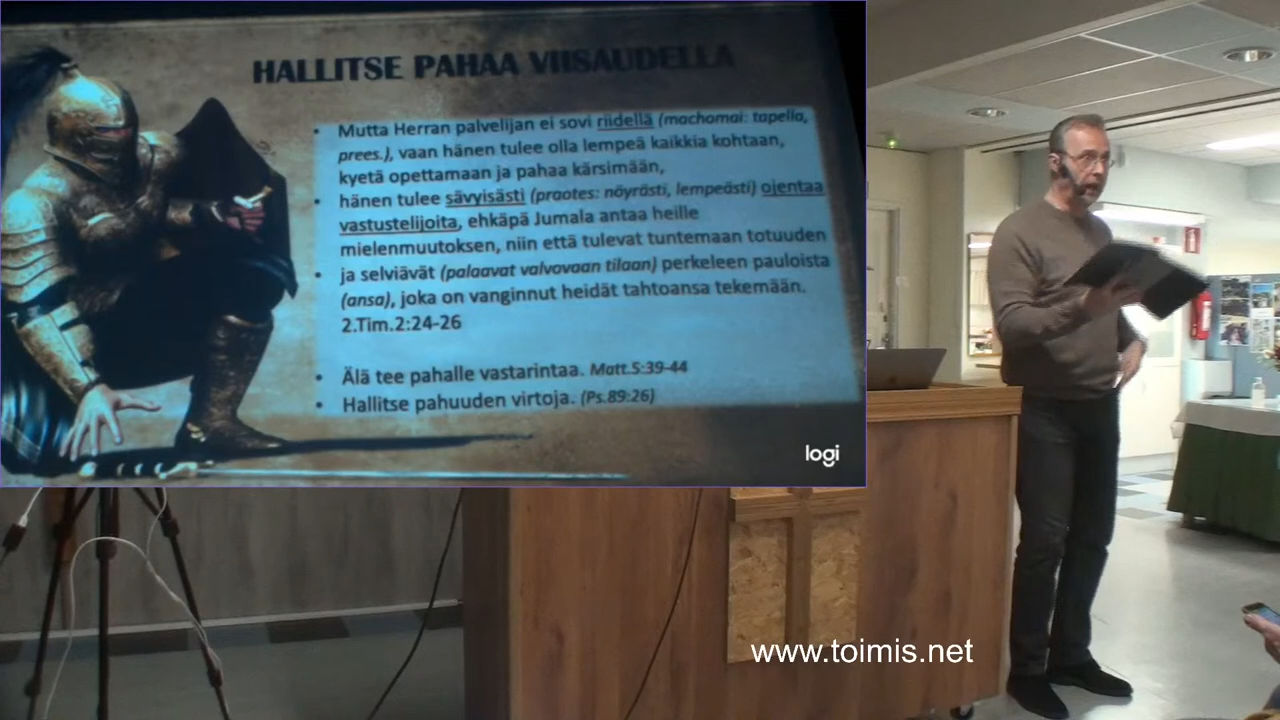 HALLITSE PAHAA VIISAUDELLA
• Mutta Herran palvelijan ei sovi riidellä (machomai: tapella,
prees.), vaan hänen tulee olla lempeä kaikkia kohtaan,
kyetä opettamaan ja pahaa kärsimään,
• hänen tulee sävyisästi (praotes: nöyrästi, lempeästi) ojentaa
vastustelijoita, ehkäpä Jumala antaa heille
mielenmuutoksen, niin että tulevat tuntemaan totuuden
• ja selviävät (palaavat valvovaan tilaan) perkeleen pauloista
(ansa), joka on vanginnut heidät tahtoansa tekemään.
2.Tim.2:24-26
• Älä tee pahalle vastarintaa. Matt.5:39-44
• Hallitse pahuuden virtoja. (Ps.89:26)
logi
www.toimis.net